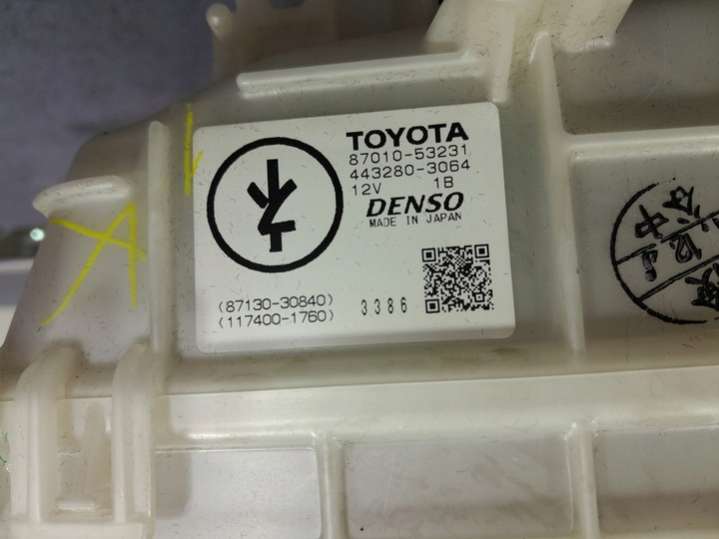 TOYOTA
87010-53231
443280-3064
12V 1B
DENSO
MADE IN JAPAN
(87130-30840)
(117400-1760)
3386